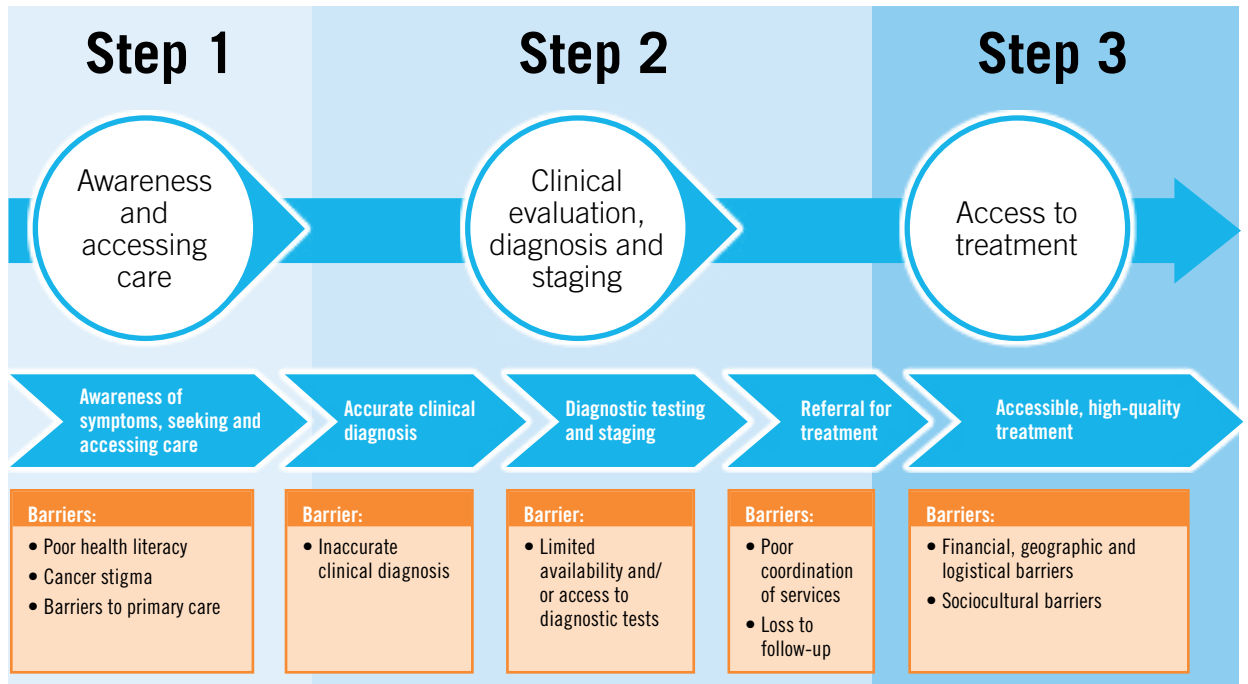 Step 1
Step 2
Step 3
Awareness
and
accessing
care
Clinical
evaluation,
diagnosis and
staging
Access to
treatment
Awareness of
symptoms, seeking and
accessing care
Accurate clinical
diagnosis
Diagnostic testing
and staging
Referral for
treatment
Accessible, high-quality
treatment
Barriers:
• Poor health literacy
• Cancer stigma
• Barriers to primary care
Barrier:
• Inaccurate
clinical diagnosis
Barrier:
• Limited
availability and/
or access to
diagnostic tests
Barriers:
• Poor
coordination
of services
• Loss to
follow-up
Barriers:
• Financial, geographic and
logistical barriers
• Sociocultural barriers